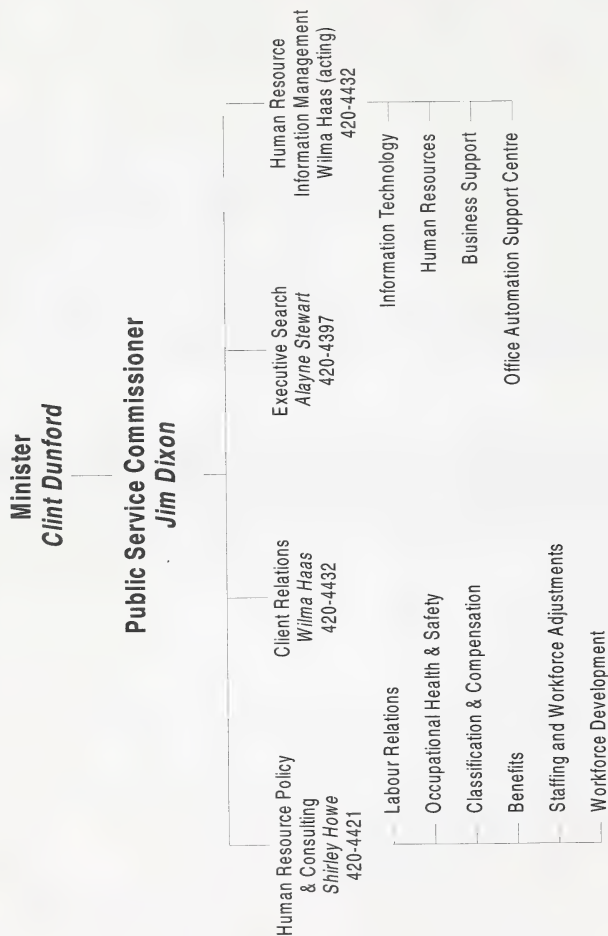 Minister
Clint Dunford
Public Service Commissioner
Jim Dixon
Human Resource Policy
& Consulting
Shirley Howe
420-4421
Labour Relations
Occupational Health & Safety
Classification & Compensation
Benefits
Staffing and Workforce Adjustments
Workforce Development
Client Relations
Wilma Haas
420-4432
Executive Search
Alayne Stewart
420-4397
Human Resource
Information Management
Wilma Haas (acting)
420-4432
Information Technology
Human Resources
Business Support
Office Automation Support Centre